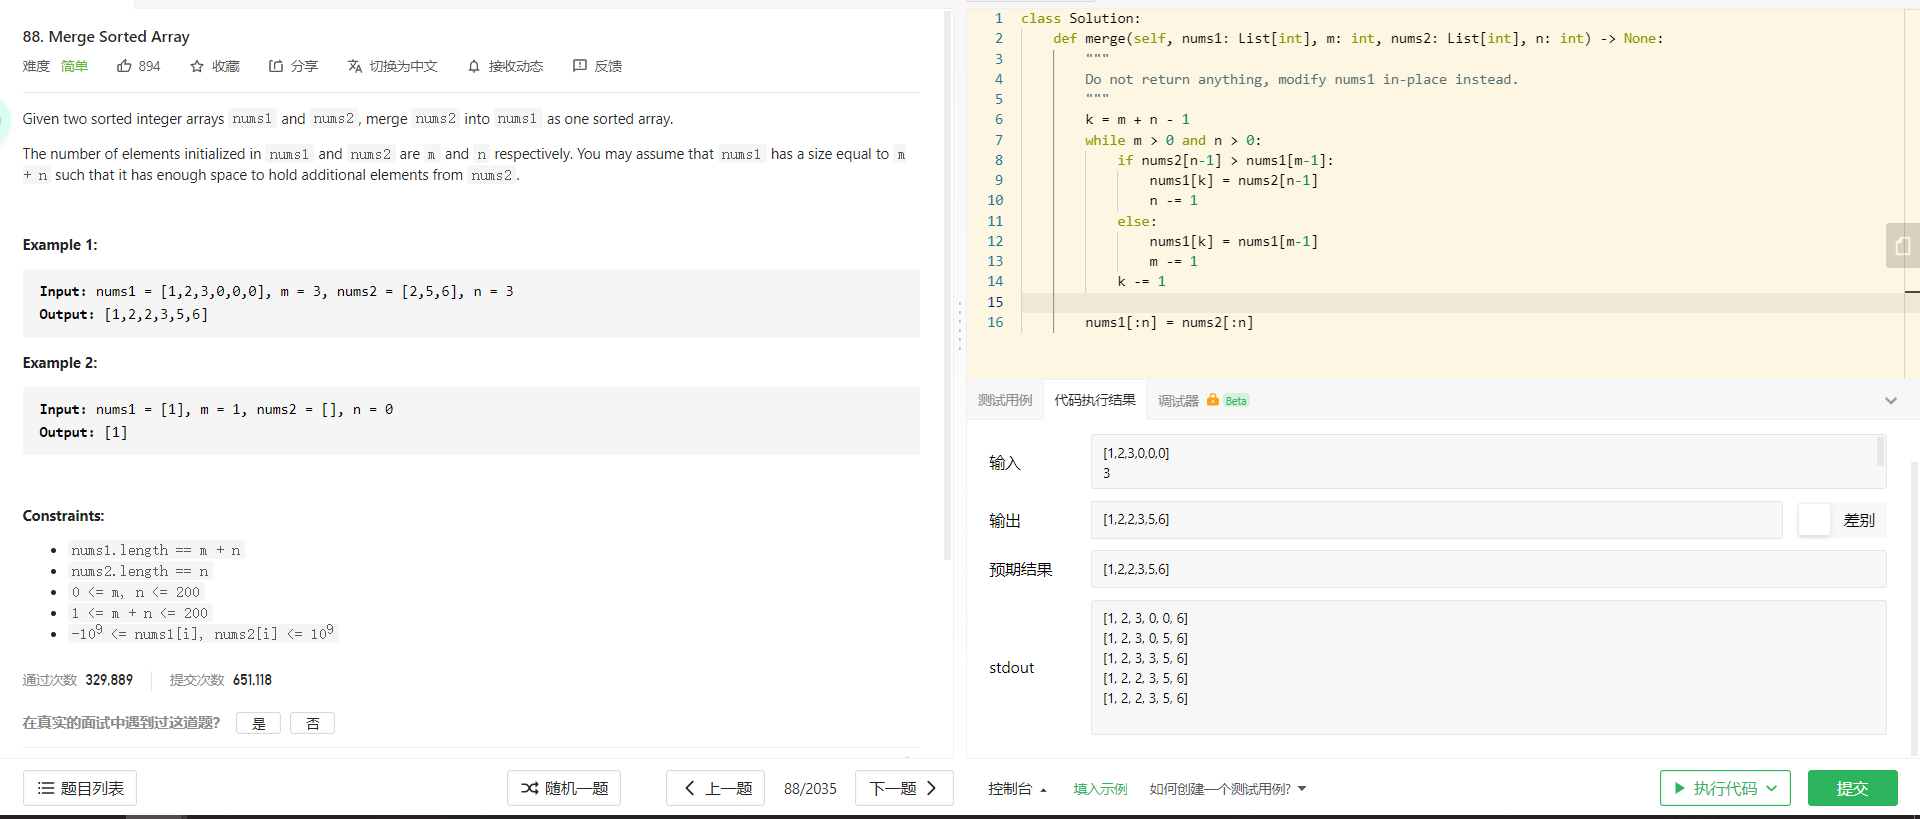 88. Merge Sorted Array
难度 简单 894 收藏 分享 切换为中文 接收动态 反馈
Given two sorted integer arrays nums1 and nums2, merge nums2 into nums1 as one sorted array.
The number of elements initialized in nums1 and nums2 are m and n respectively. You may assume that nums1 has a size equal to m
+ n such that it has enough space to hold additional elements from nums2.
Example 1:
Input: nums1 = [1,2,3,0,0,0], m = 3, nums2 = [2,5,6], n = 3
Output: [1,2,2,3,5,6]
Example 2:
Input: nums1 = [1], m = 1, nums2 = [], n = 0
Output: [1]
Constraints:
nums1.length == m + n
nums2.length == n
0 <= m, n <= 200
1 <= m + n <= 200
-10⁹ <= nums1[i], nums2[i] <= 10⁹
通过次数 329,889 提交次数 651,118
在真实的面试中遇到过这道题? 是 否
题目列表 随机一题 上一题 88/2035 下一题
1 class Solution:
2 def merge(self, nums1: List[int], m: int, nums2: List[int], n: int) -> None:
3 """
4 Do not return anything, modify nums1 in-place instead.
5 """
6 k = m + n - 1
7 while m > 0 and n > 0:
8 if nums2[n-1] > nums1[m-1]:
9 nums1[k] = nums2[n-1]
10 n -= 1
11 else:
12 nums1[k] = nums1[m-1]
13 m -= 1
14 k -= 1
15
16 nums1[:n] = nums2[:n]
测试用例 代码执行结果 调试器 Beta
输入
[1,2,3,0,0,0]
3
输出 [1,2,2,3,5,6] 差别
预期结果 [1,2,2,3,5,6]
stdout
[1, 2, 3, 0, 0, 6]
[1, 2, 3, 0, 5, 6]
[1, 2, 3, 3, 5, 6]
[1, 2, 2, 3, 5, 6]
[1, 2, 2, 3, 5, 6]
控制台 填入示例 如何创建一个测试用例? 执行代码 提交